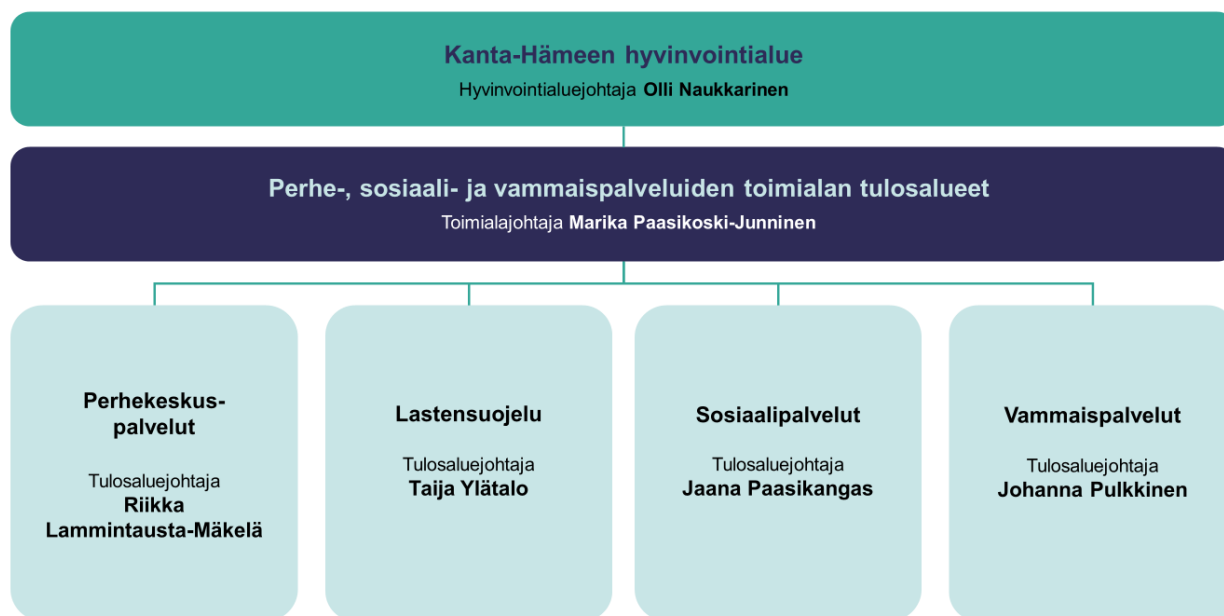 Kanta-Hämeen hyvinvointialue
Hyvinvointialuejohtaja Olli Naukkarinen
Perhe-, sosiaali- ja vammaispalveluiden toimialan tulosalueet
Toimialajohtaja Marika Paasikoski-Junninen
Perhekeskus-
palvelut
Tulosaluejohtaja
Riikka
Lammintausta-Mäkelä
Lastensuojelu
Tulosaluejohtaja
Taija Ylätalo
Sosiaalipalvelut
Tulosaluejohtaja
Jaana Paasikangas
Vammaispalvelut
Tulosaluejohtaja
Johanna Pulkkinen